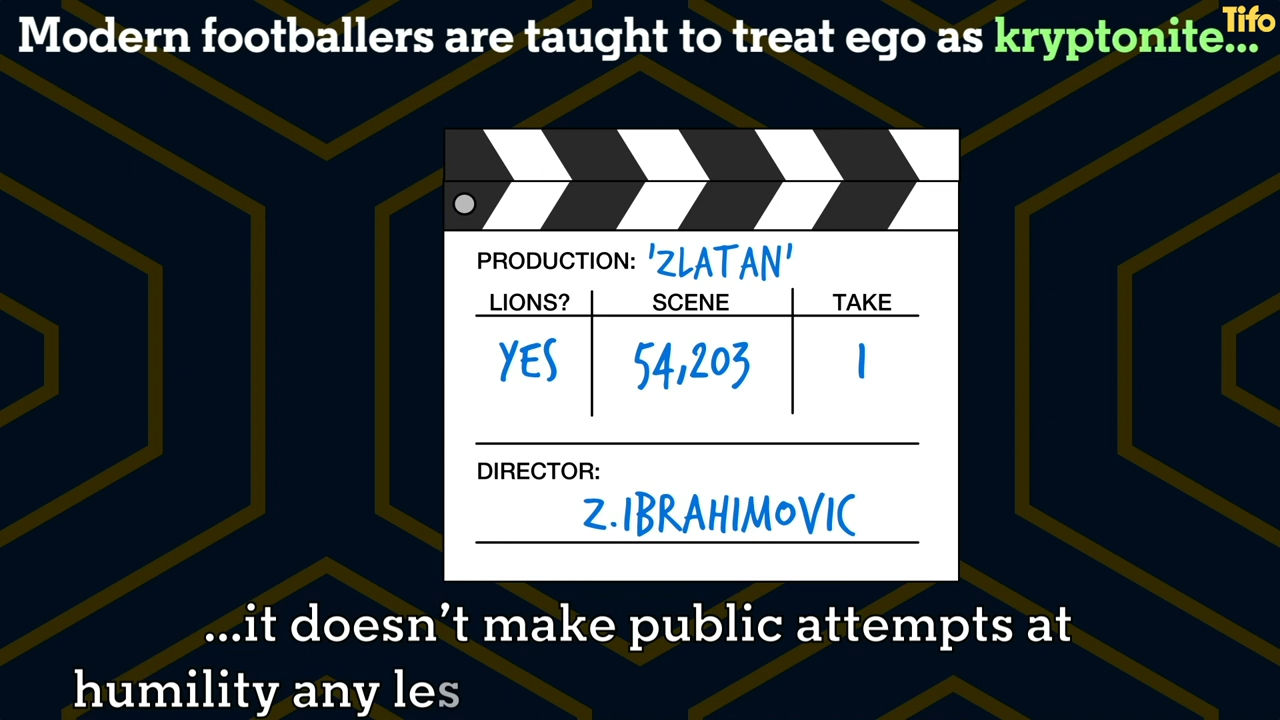 Modern footballers are taught to treat ego as kryptonite...
Tifo
PRODUCTION: 'ZLATAN'
LIONS? SCENE TAKE
YES 54,203 1
DIRECTOR:
Z.IBRAHIMOVIC
...it doesn't make public attempts at
humility any les